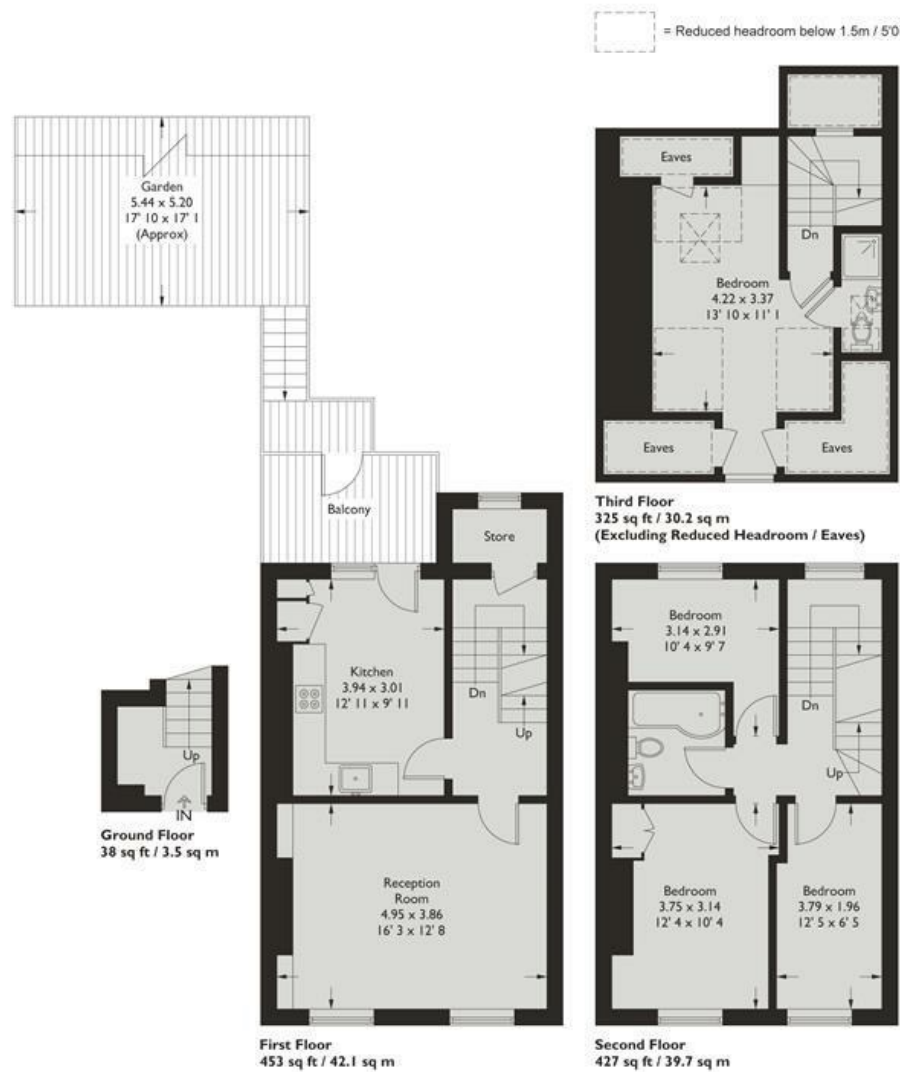 = Reduced headroom below 1.5m / 5'0
Garden
5.44 x 5.20
17' 10 x 17' 1
(Approx)
Balcony
Store
Kitchen
3.94 x 3.01
12' 11 x 9' 11
Dn
Up
Reception
Room
4.95 x 3.86
16' 3 x 12' 8
First Floor
453 sq ft / 42.1 sq m
Up
IN
Ground Floor
38 sq ft / 3.5 sq m
Eaves
Dn
Bedroom
4.22 x 3.37
13' 10 x 11' 1
Eaves
Eaves
Third Floor
325 sq ft / 30.2 sq m
(Excluding Reduced Headroom / Eaves)
Bedroom
3.14 x 2.91
10' 4 x 9' 7
Dn
Up
Bedroom
3.75 x 3.14
12' 4 x 10' 4
Bedroom
3.79 x 1.96
12' 5 x 6' 5
Second Floor
427 sq ft / 39.7 sq m